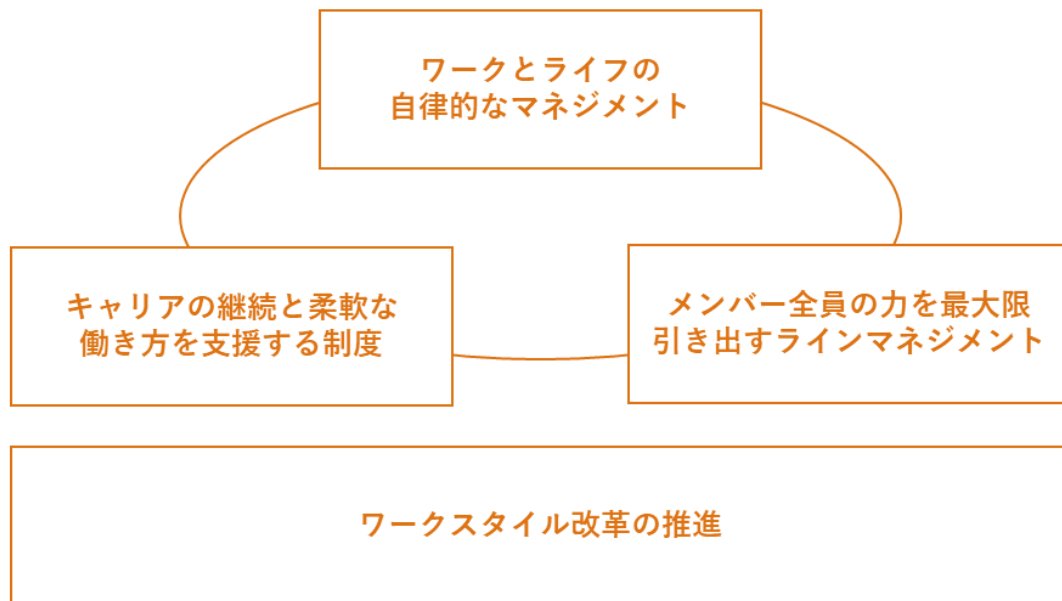 ワークとライフの
自律的なマネジメント
キャリアの継続と柔軟な
働き方を支援する制度
メンバー全員の力を最大限
引き出すラインマネジメント
ワークスタイル改革の推進